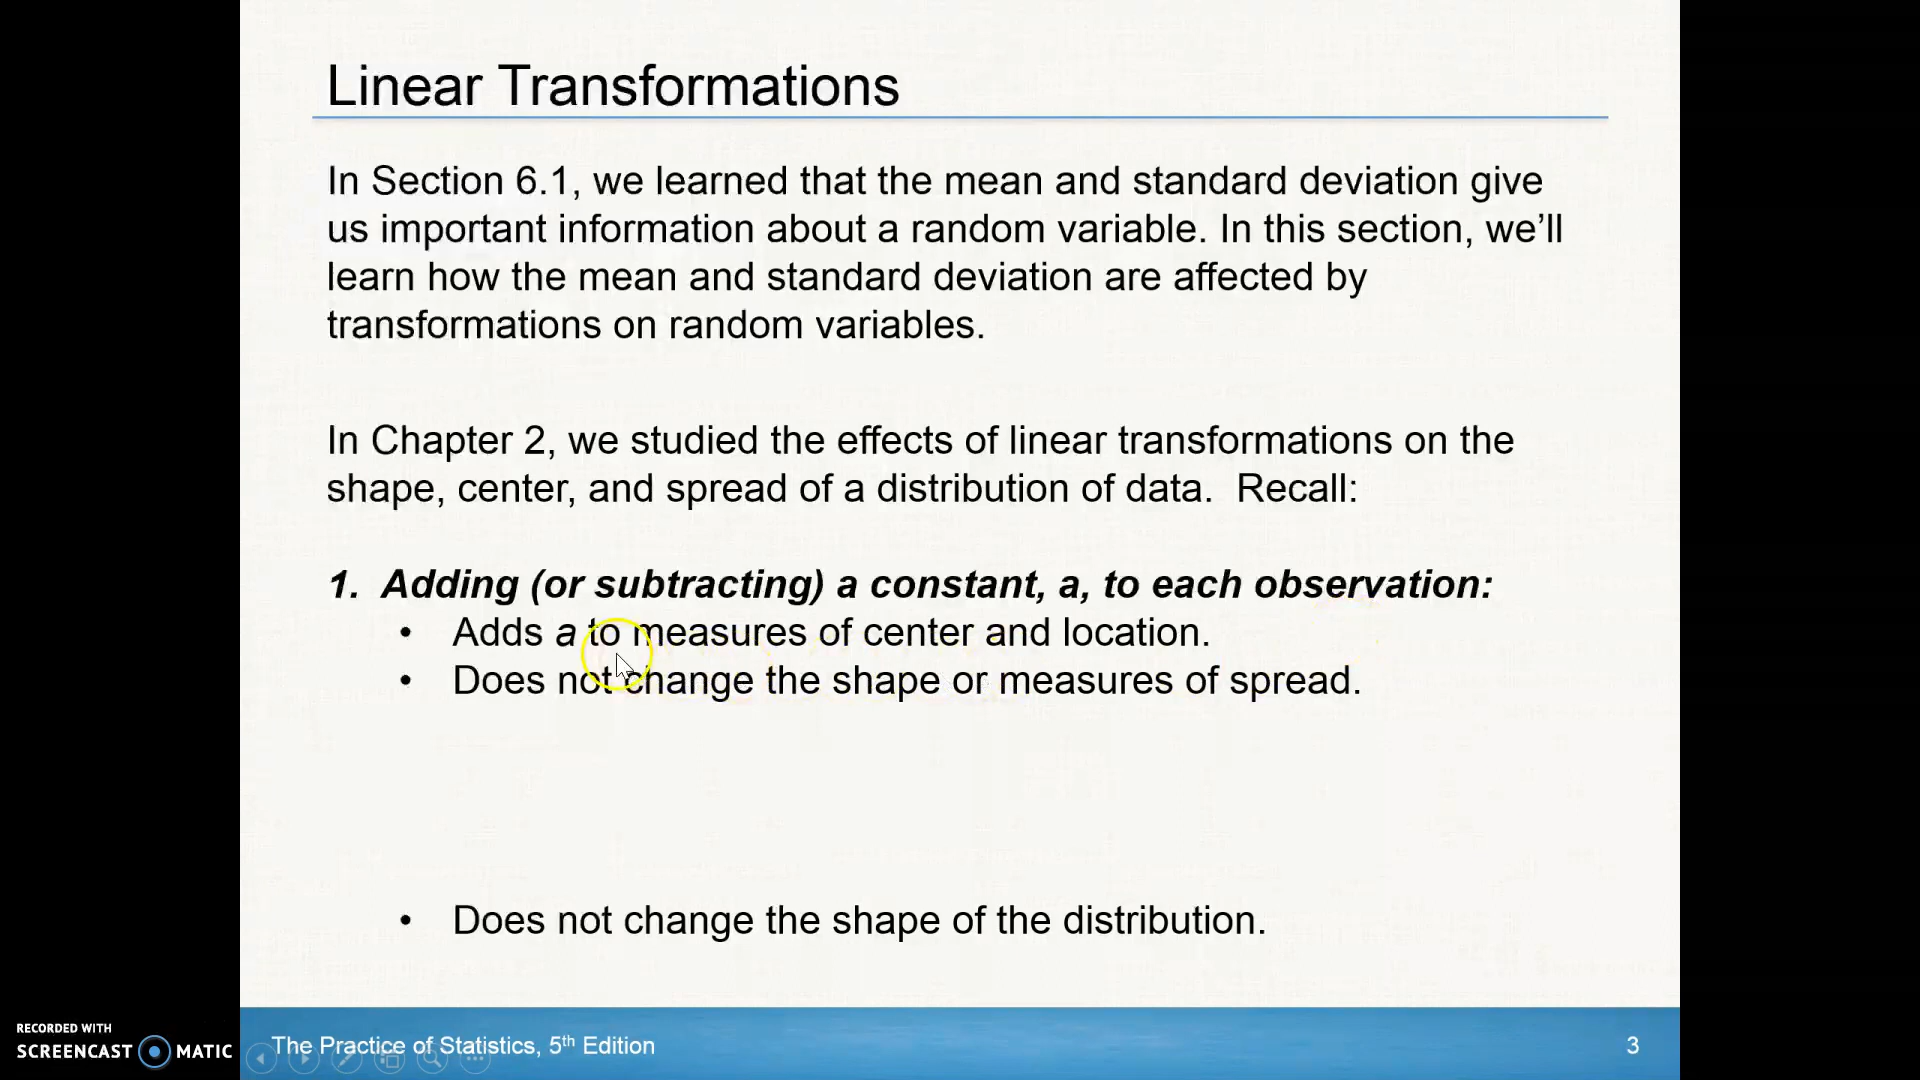 Linear Transformations
In Section 6.1, we learned that the mean and standard deviation give
us important information about a random variable. In this section, we’ll
learn how the mean and standard deviation are affected by
transformations on random variables.
In Chapter 2, we studied the effects of linear transformations on the
shape, center, and spread of a distribution of data.  Recall:
1. Adding (or subtracting) a constant, a, to each observation:
• Adds a to measures of center and location.
• Does not change the shape or measures of spread.
• Does not change the shape of the distribution.
The Practice of Statistics, 5th Edition
3
RECORDED WITH
SCREENCAST MATIC